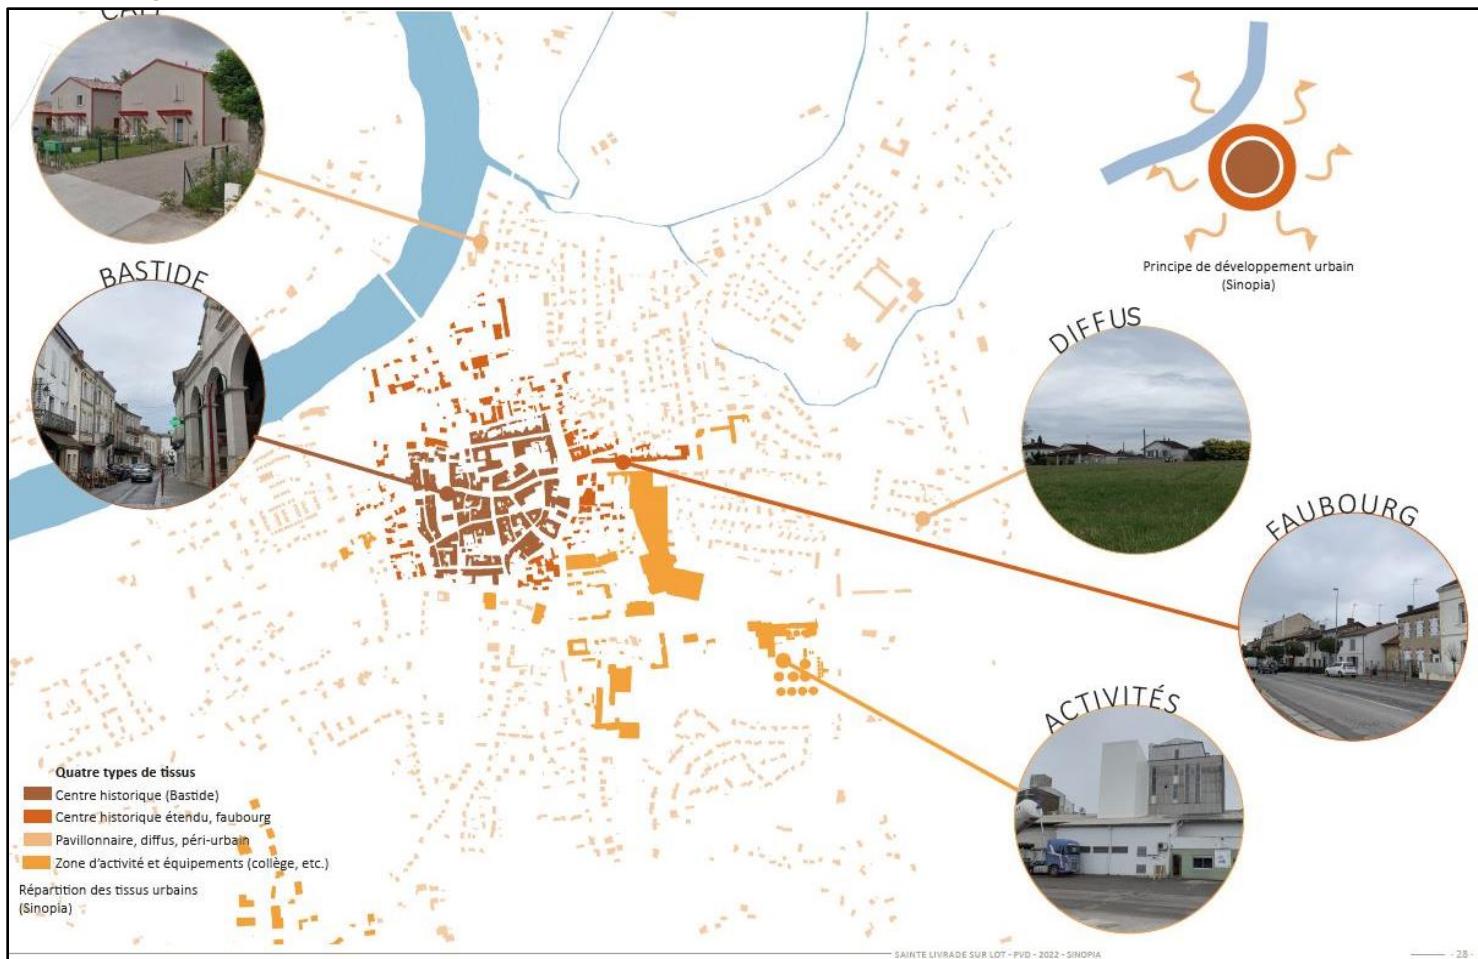 BASTIDE
Principe de développement urbain
(Sinopia)
DIFFUS
FAUBOURG
ACTIVITÉS
Quatre types de tissus
Centre historique (Bastide)
Centre historique étendu, faubourg
Pavillonnaire, diffus, péri-urbain
Zone d'activité et équipements (collège, etc.)
Répartition des tissus urbains
(Sinopia)
SAINTE LIVRADE SUR LOT - PVD - 2022 - SINOPIA
- 28 -